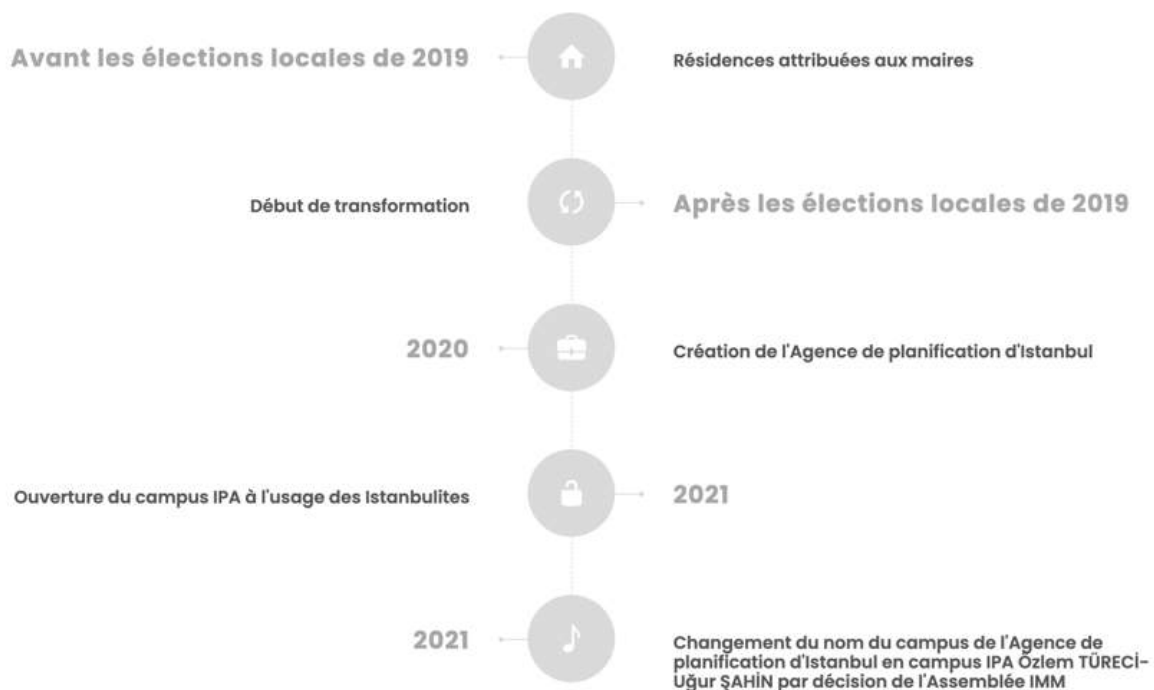 Avant les élections locales de 2019
Résidences attribuées aux maires
Début de transformation
Après les élections locales de 2019
2020
Création de l'Agence de planification d'Istanbul
Ouverture du campus IPA à l'usage des Istanbulites
2021
2021
Changement du nom du campus de l'Agence de
planification d'Istanbul en campus IPA Özlem TÜRECİ-
Uğur ŞAHİN par décision de l'Assemblée IMM